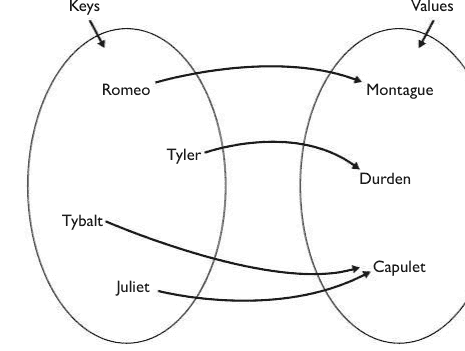 Keys
Values
Romeo
Montague
Tyler
Durden
Tybalt
Capulet
Juliet